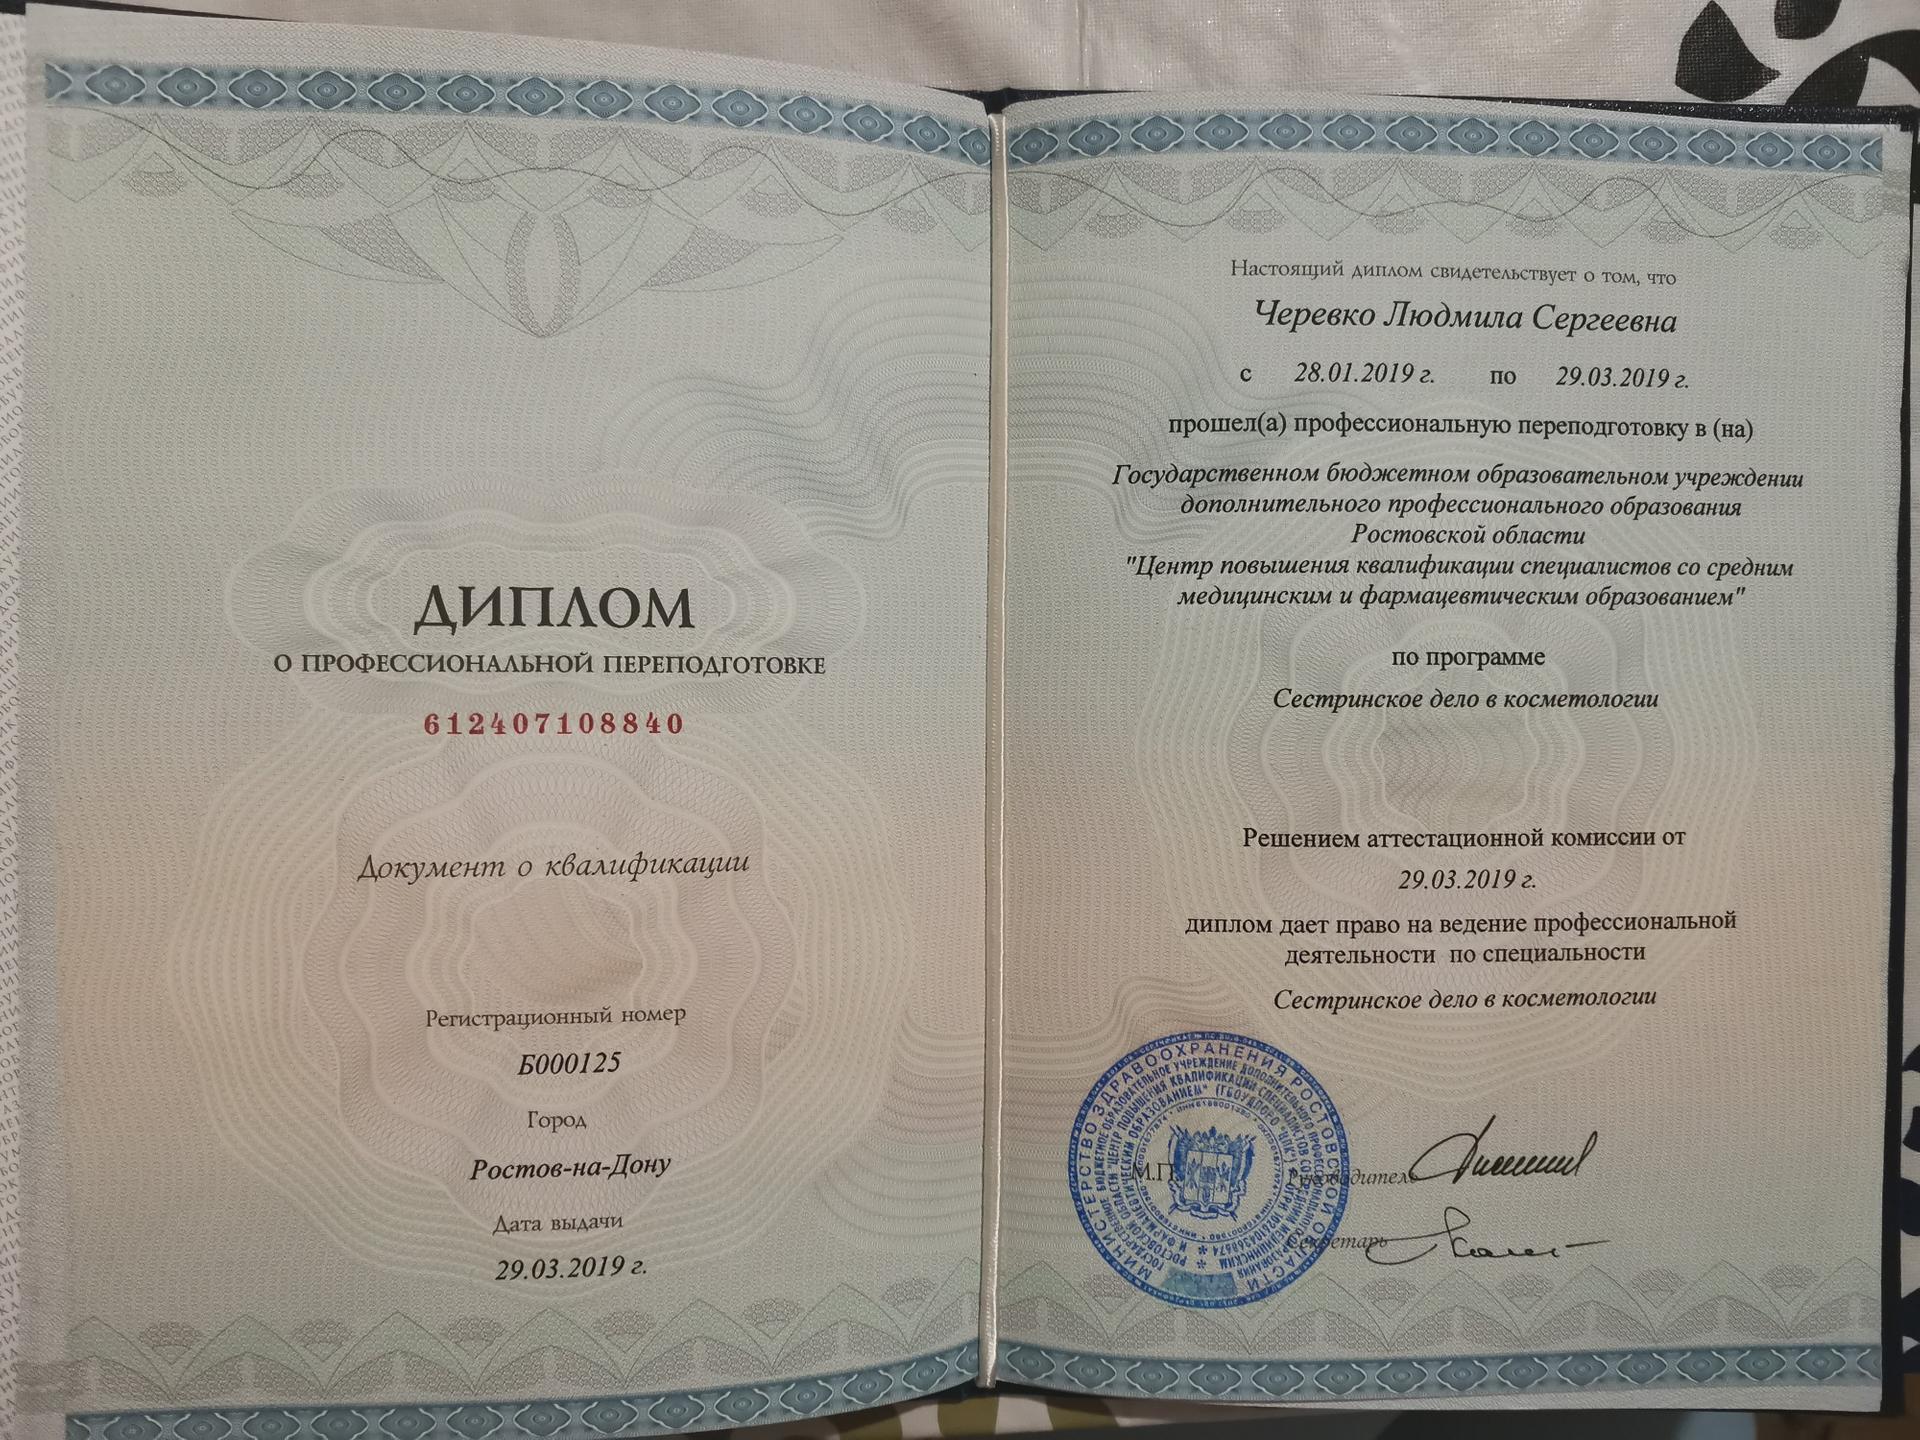 ДИПЛОМ
О ПРОФЕССИОНАЛЬНОЙ ПЕРЕПОДГОТОВКЕ
612407108840
Документ о квалификации
Регистрационный номер
Б000125
Город
Ростов-на-Дону
Дата выдачи
29.03.2019 г.
Настоящий диплом свидетельствует о том, что
Черевко Людмила Сергеевна
с 28.01.2019 г. по 29.03.2019 г.
прошел(а) профессиональную переподготовку в (на)
Государственном бюджетном образовательном учреждении
дополнительного профессионального образования
Ростовской области
"Центр повышения квалификации специалистов со средним
медицинским и фармацевтическим образованием"
по программе
Сестринское дело в косметологии
Решением аттестационной комиссии от
29.03.2019 г.
диплом дает право на ведение профессиональной
деятельности по специальности
Сестринское дело в косметологии
МИНИСТЕРСТВО ЗДРАВООХРАНЕНИЯ РОСТОВСКОЙ ОБЛАСТИ
М.П.
Руководитель
Секретарь